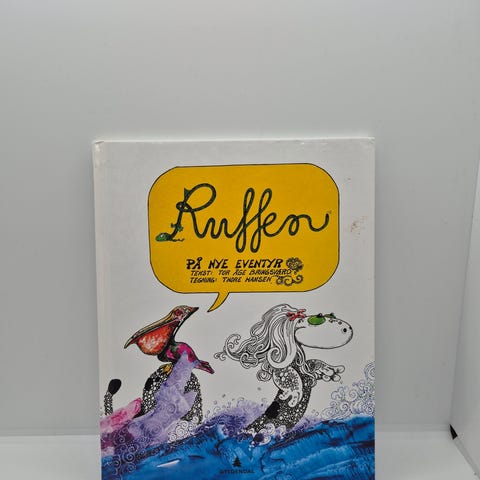 Ruffen
PÅ NYE EVENTYR
TEKST: TOR ÅGE BRINGSVÆRD
TEGNING: THORE HANSEN
GYLDENDAL